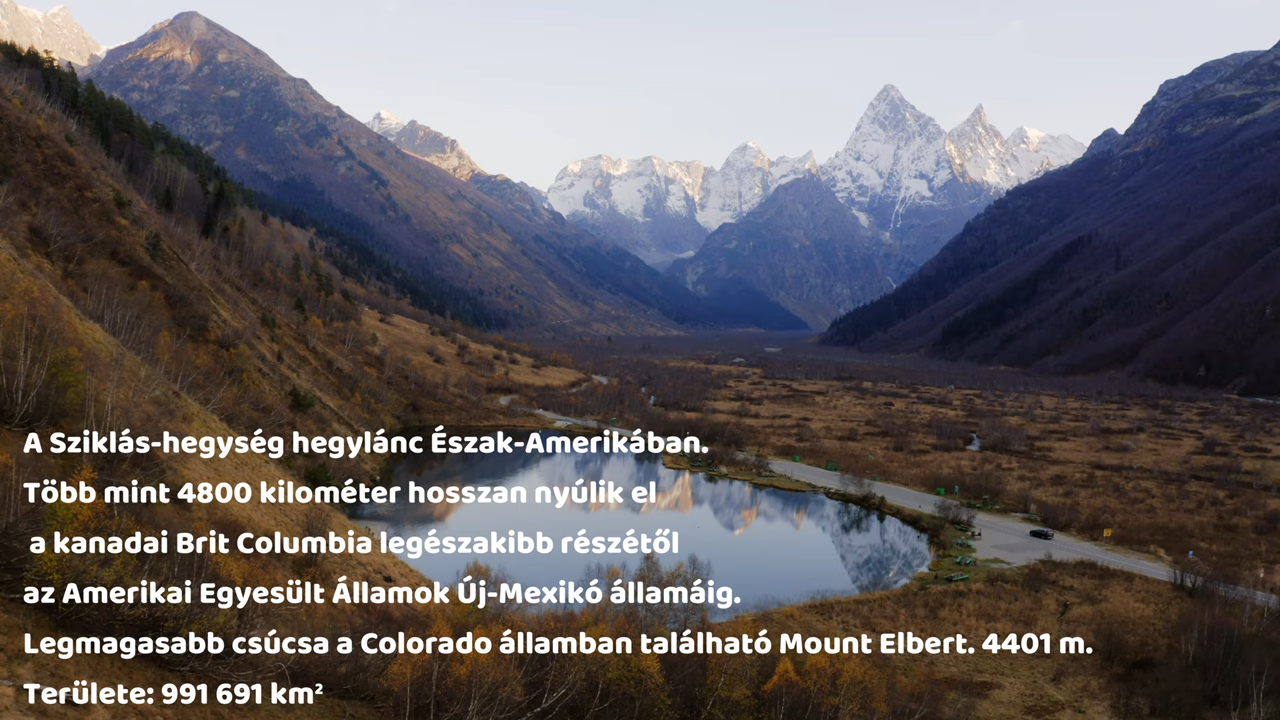 A Sziklás-hegység hegylánc Észak-Amerikában.
Több mint 4800 kilométer hosszan nyúlik el
a kanadai Brit Columbia legészakibb részétől
az Amerikai Egyesült Államok Új-Mexikó államáig.
Legmagasabb csúcsa a Colorado államban található Mount Elbert. 4401 m.
Területe: 991 691 km²